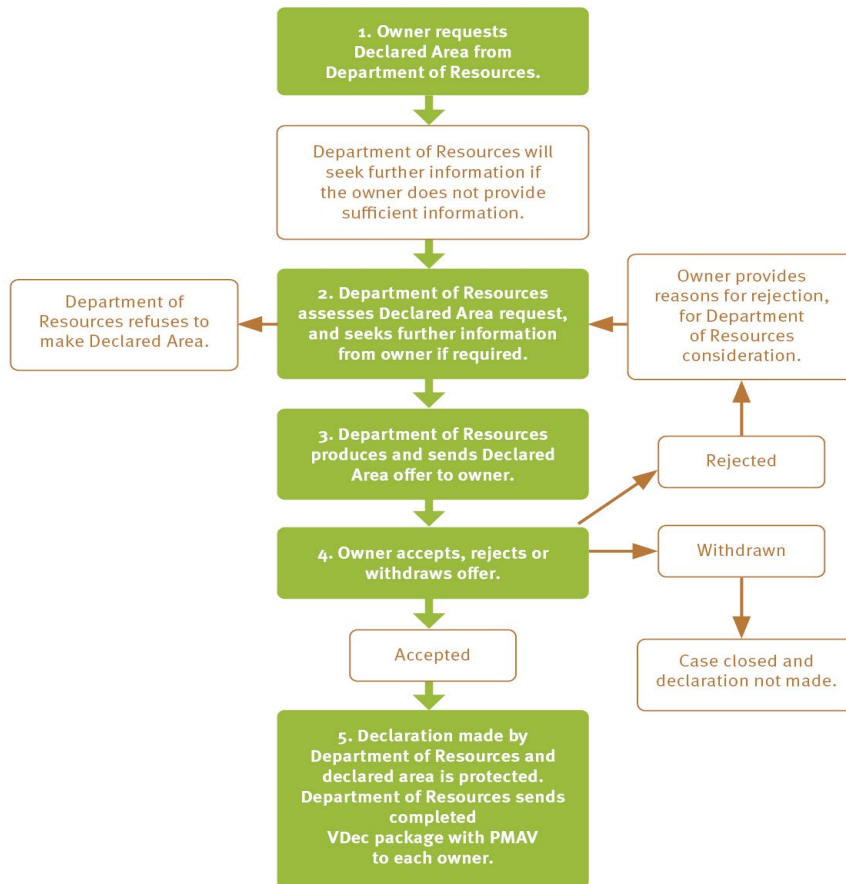 1. Owner requests
Declared Area from
Department of Resources.
Department of Resources will
seek further information if
the owner does not provide
sufficient information.
Department of
Resources refuses to
make Declared Area.
2. Department of Resources
assesses Declared Area request,
and seeks further information
from owner if required.
Owner provides
reasons for rejection,
for Department
of Resources
consideration.
3. Department of Resources
produces and sends Declared
Area offer to owner.
Rejected
4. Owner accepts, rejects or
withdraws offer.
Withdrawn
Accepted
Case closed and
declaration not made.
5. Declaration made by
Department of Resources and
declared area is protected.
Department of Resources sends
completed
VDec package with PMAV
to each owner.